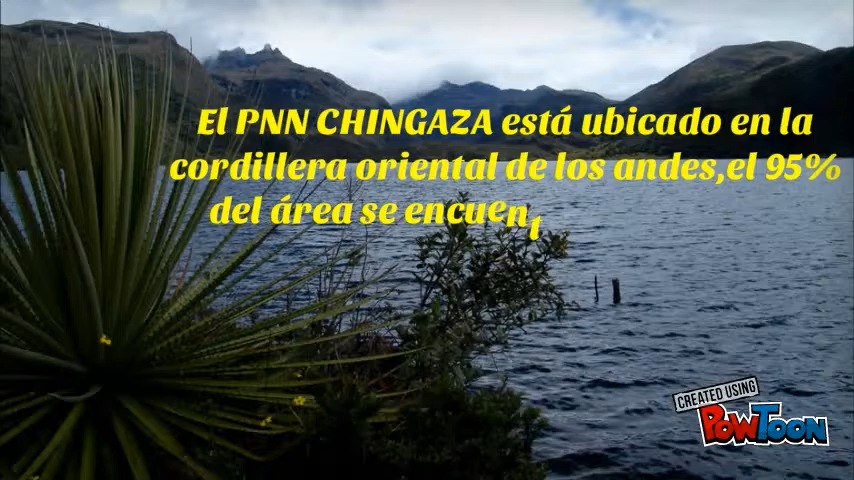 El PNN CHINGAZA está ubicado en la
cordillera oriental de los andes,el 95%
del área se encuent
CREATED USING
POWTOON